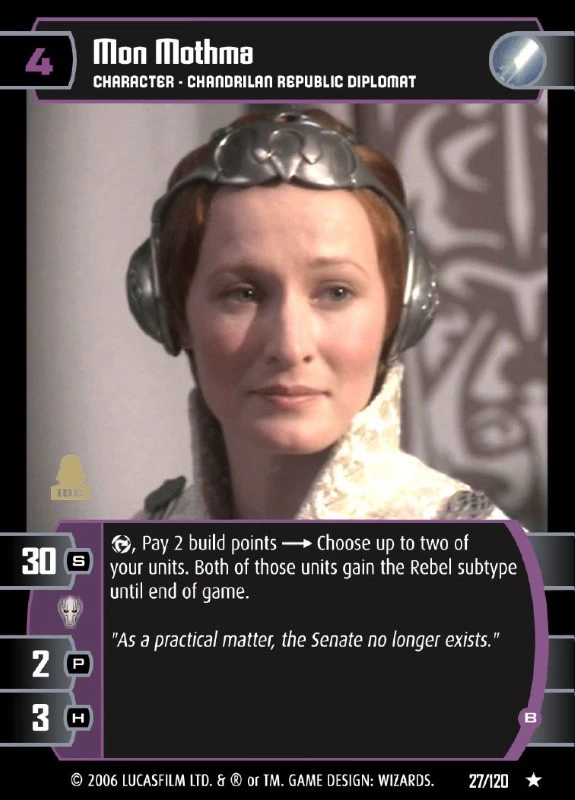 4
Mon Mothma
CHARACTER - CHANDRILAN REPUBLIC DIPLOMAT
IDC
30 S
2 P
3 H
, Pay 2 build points → Choose up to two of
your units. Both of those units gain the Rebel subtype
until end of game.
"As a practical matter, the Senate no longer exists."
B
© 2006 LUCASFILM LTD. & ® or TM. GAME DESIGN: WIZARDS. 27/120 ★